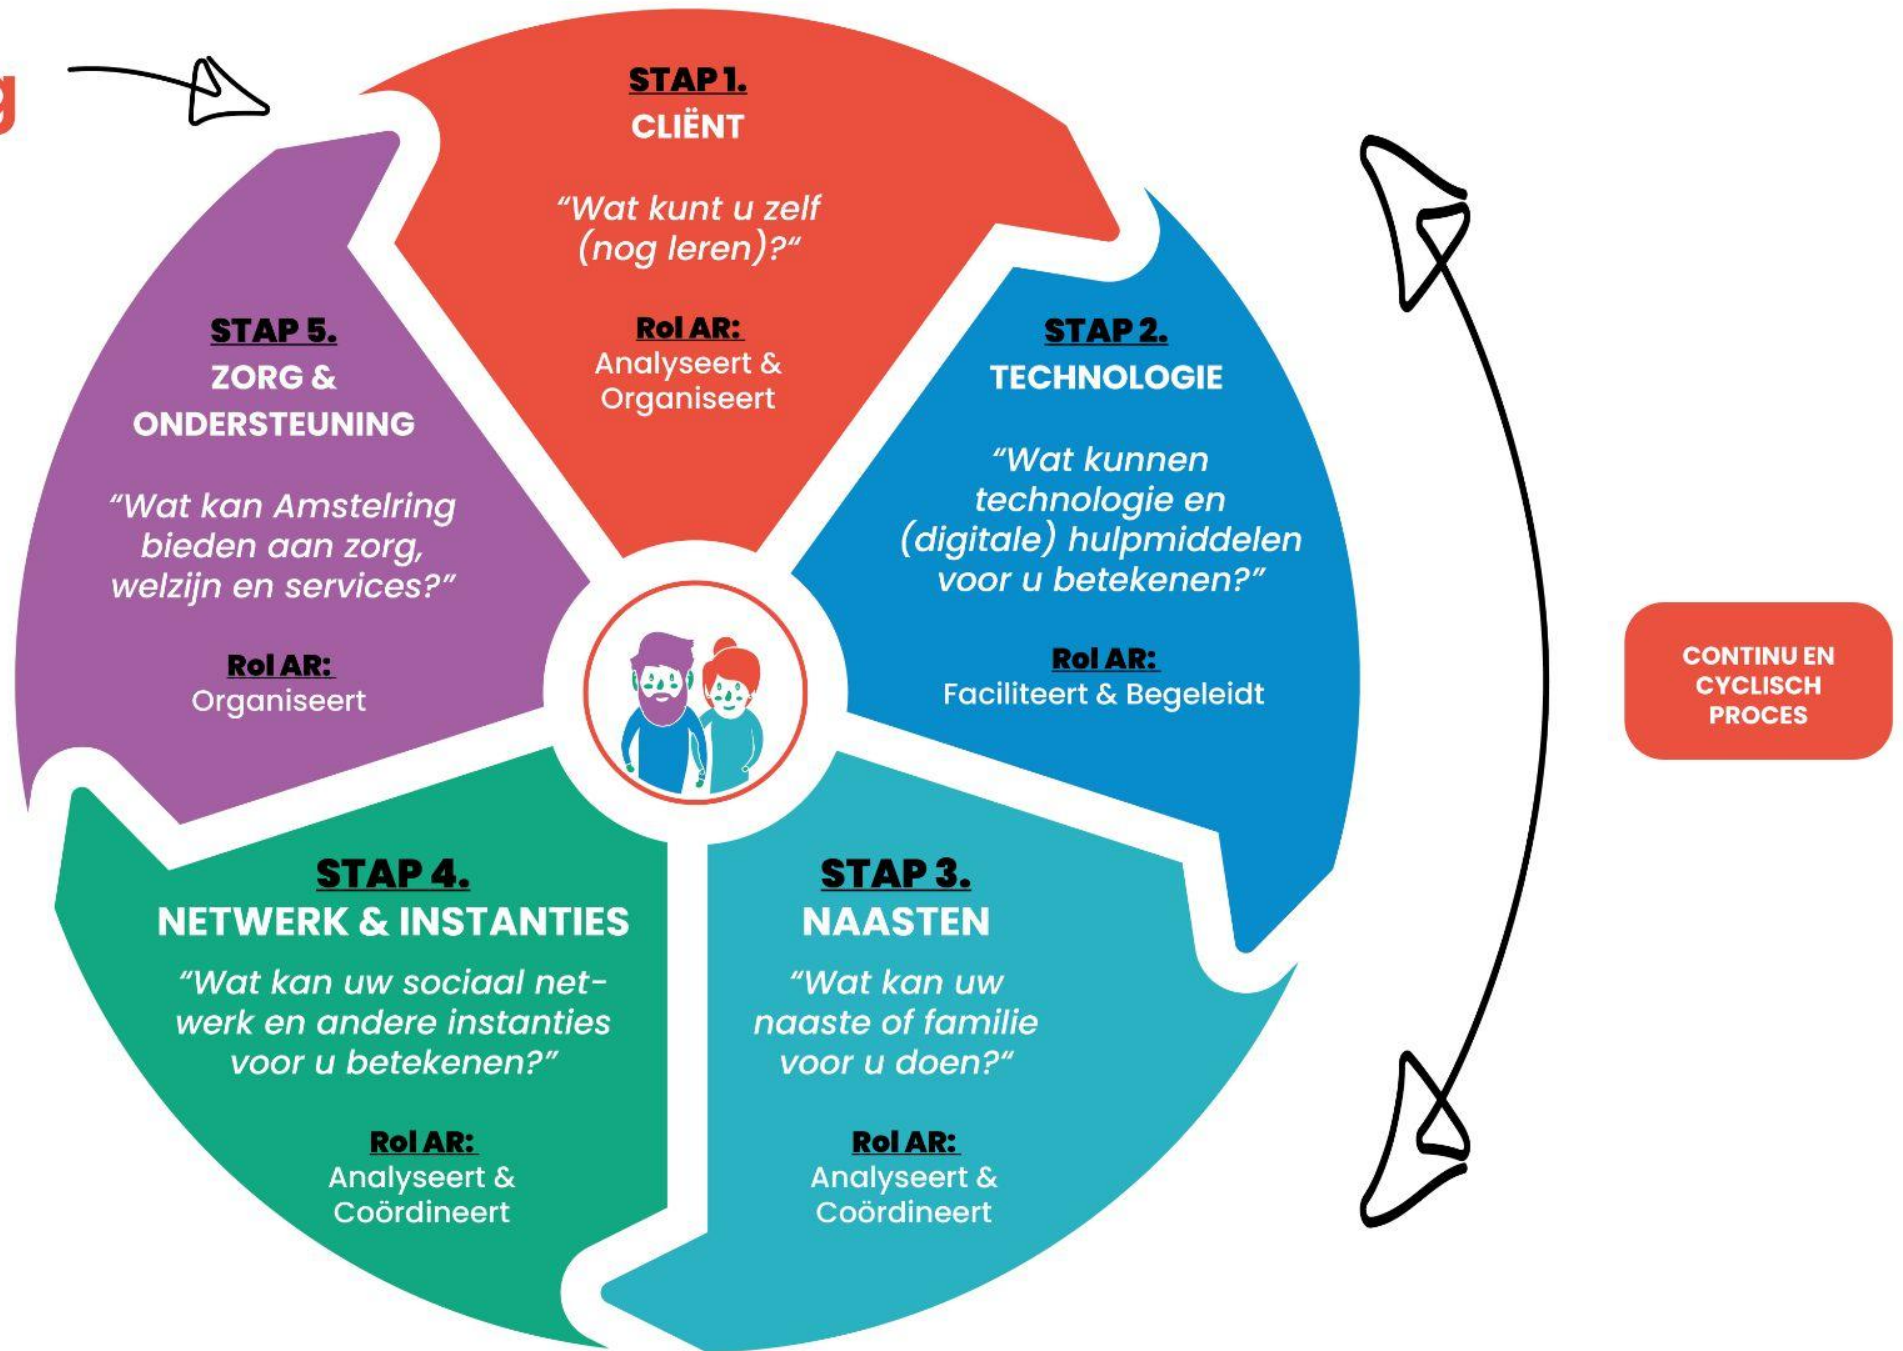 g
STAP 1.
CLIËNT
“Wat kunt u zelf
(nog leren)?“
Rol AR:
Analyseert &
Organiseert
STAP 2.
TECHNOLOGIE
“Wat kunnen
technologie en
(digitale) hulpmiddelen
voor u betekenen?”
Rol AR:
Faciliteert & Begeleidt
STAP 3.
NAASTEN
“Wat kan uw
naaste of familie
voor u doen?“
Rol AR:
Analyseert &
Coördineert
STAP 4.
NETWERK & INSTANTIES
“Wat kan uw sociaal net-
werk en andere instanties
voor u betekenen?”
Rol AR:
Analyseert &
Coördineert
STAP 5.
ZORG &
ONDERSTEUNING
“Wat kan Amstelring
bieden aan zorg,
welzijn en services?”
Rol AR:
Organiseert
CONTINU EN
CYCLISCH
PROCES